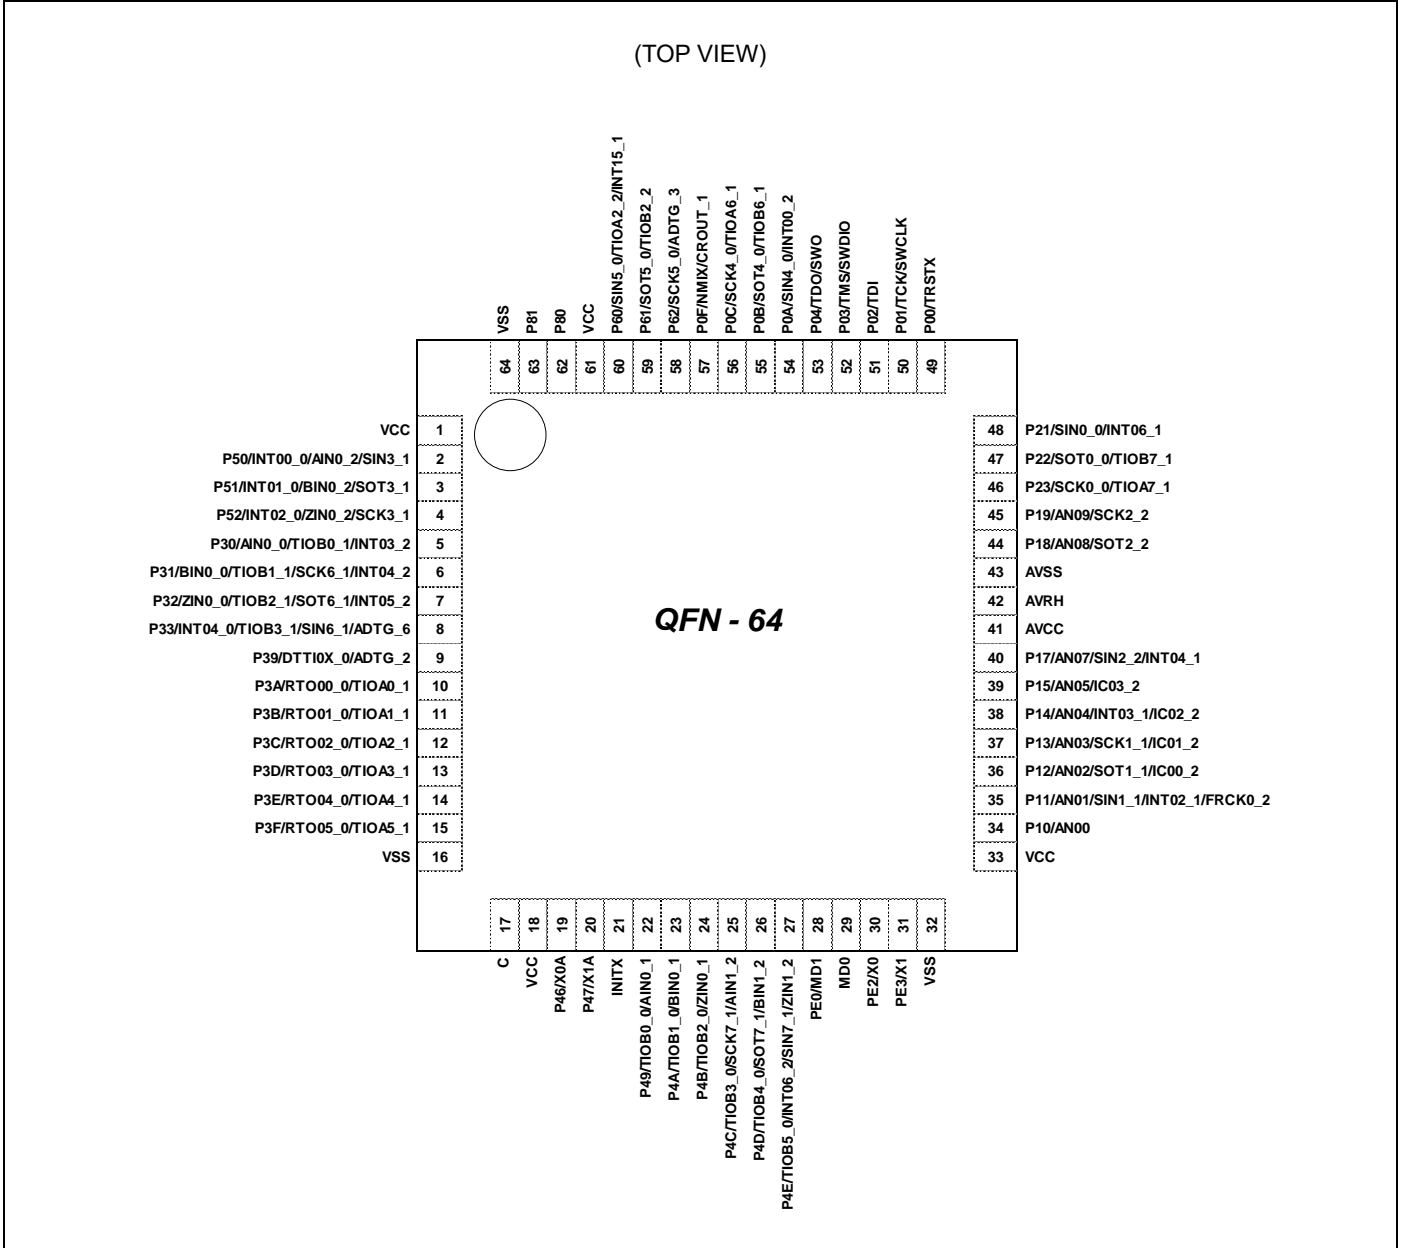 (TOP VIEW)
VSS
P81
P80
VCC
P60/SIN5_0/TIOA2_2/INT15_1
P61/SOT5_0/TIOB2_2
P62/SCK5_0/ADTG_3
P0F/NMIX/CROUT_1
P0C/SCK4_0/TIOA6_1
P0B/SOT4_0/TIOB6_1
P0A/SIN4_0/INT00_2
P04/TDO/SWO
P03/TMS/SWDIO
P02/TDI
P01/TCK/SWCLK
P00/TRSTX
64
63
62
61
60
59
58
57
56
55
54
53
52
51
50
49
VCC 1
P50/INT00_0/AIN0_2/SIN3_1 2
P51/INT01_0/BIN0_2/SOT3_1 3
P52/INT02_0/ZIN0_2/SCK3_1 4
P30/AIN0_0/TIOB0_1/INT03_2 5
P31/BIN0_0/TIOB1_1/SCK6_1/INT04_2 6
P32/ZIN0_0/TIOB2_1/SOT6_1/INT05_2 7
P33/INT04_0/TIOB3_1/SIN6_1/ADTG_6 8
P39/DTTI0X_0/ADTG_2 9
P3A/RTO00_0/TIOA0_1 10
P3B/RTO01_0/TIOA1_1 11
P3C/RTO02_0/TIOA2_1 12
P3D/RTO03_0/TIOA3_1 13
P3E/RTO04_0/TIOA4_1 14
P3F/RTO05_0/TIOA5_1 15
VSS 16
QFN - 64
48 P21/SIN0_0/INT06_1
47 P22/SOT0_0/TIOB7_1
46 P23/SCK0_0/TIOA7_1
45 P19/AN09/SCK2_2
44 P18/AN08/SOT2_2
43 AVSS
42 AVRH
41 AVCC
40 P17/AN07/SIN2_2/INT04_1
39 P15/AN05/IC03_2
38 P14/AN04/INT03_1/IC02_2
37 P13/AN03/SCK1_1/IC01_2
36 P12/AN02/SOT1_1/IC00_2
35 P11/AN01/SIN1_1/INT02_1/FRCK0_2
34 P10/AN00
33 VCC
17
18
19
20
21
22
23
24
25
26
27
28
29
30
31
32
C
VCC
P46/X0A
P47/X1A
INITX
P49/TIOB0_0/AIN0_1
P4A/TIOB1_0/BIN0_1
P4B/TIOB2_0/ZIN0_1
P4C/TIOB3_0/SCK7_1/AIN1_2
P4D/TIOB4_0/SOT7_1/BIN1_2
P4E/TIOB5_0/INT06_2/SIN7_1/ZIN1_2
PE0/MD1
MD0
PE2/X0
PE3/X1
VSS